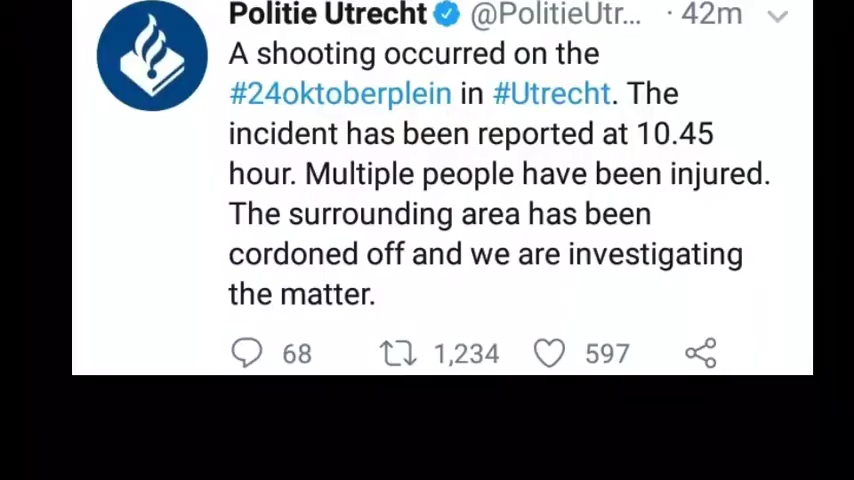 Politie Utrecht @PolitieUtr... · 42m
A shooting occurred on the
#24oktoberplein in #Utrecht. The
incident has been reported at 10.45
hour. Multiple people have been injured.
The surrounding area has been
cordoned off and we are investigating
the matter.
68 1,234 597